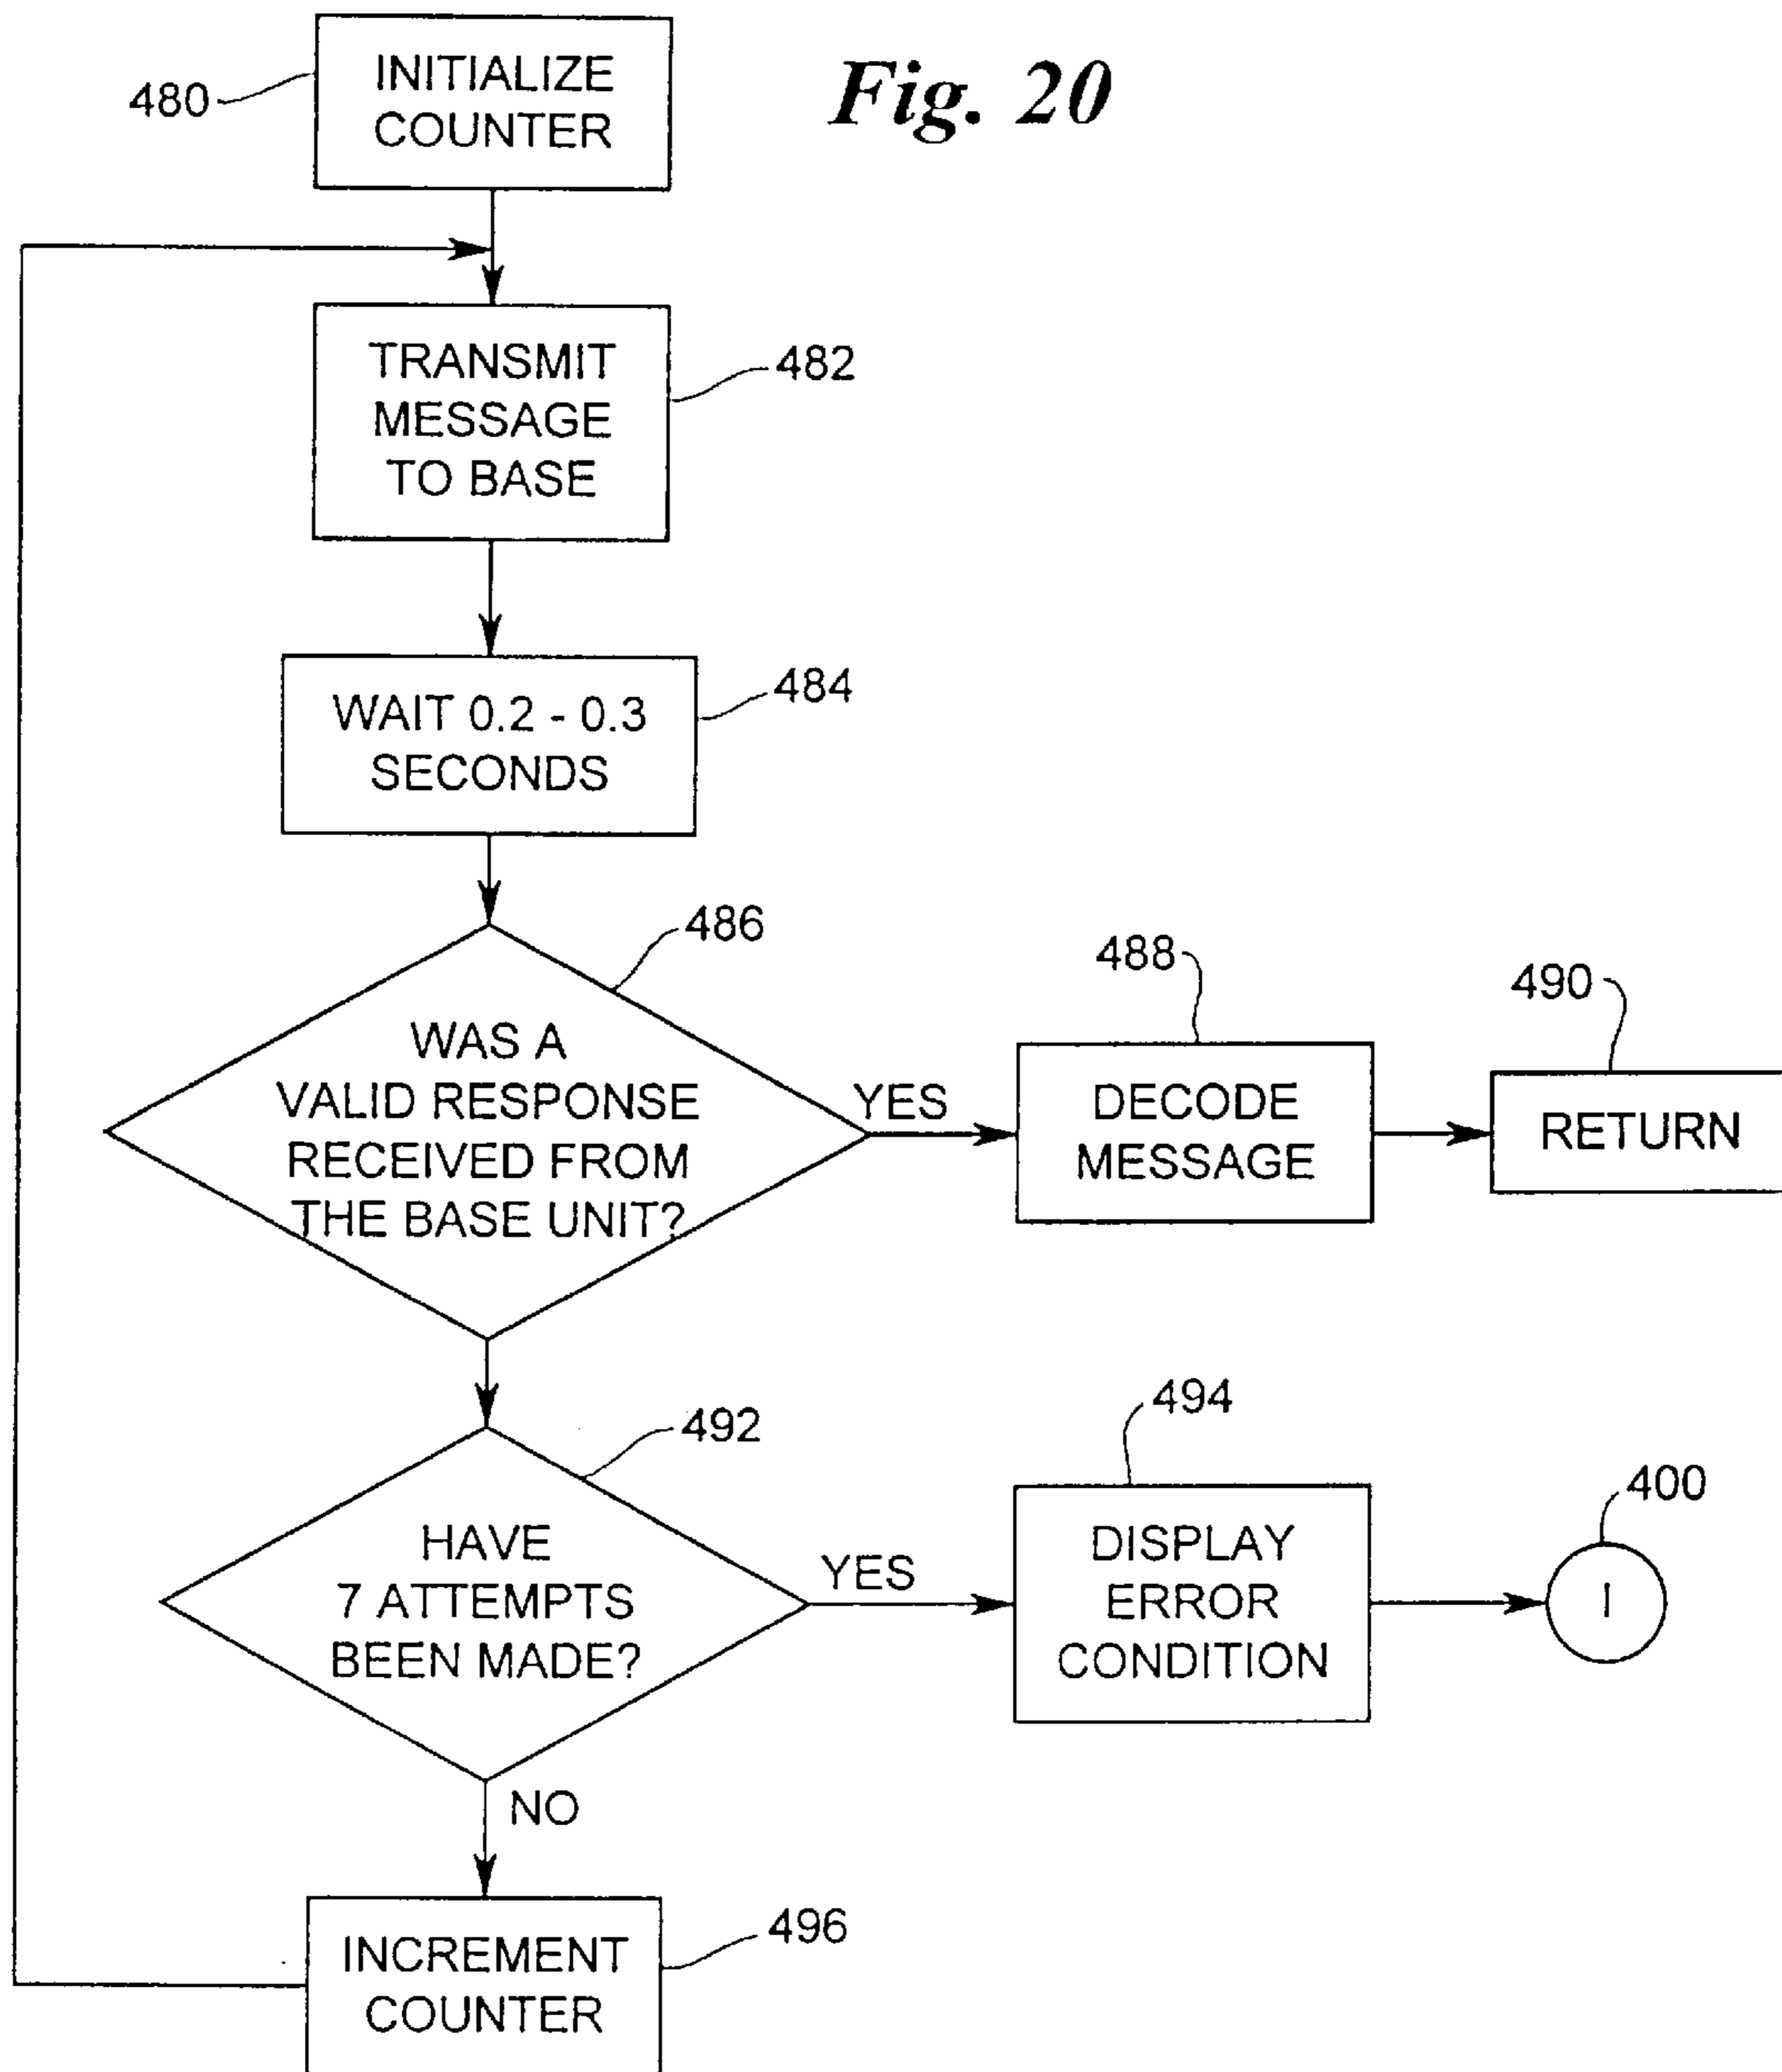 Fig. 20
480
INITIALIZE
COUNTER
TRANSMIT
MESSAGE
TO BASE
482
WAIT 0.2 - 0.3
SECONDS
484
486
WAS A
VALID RESPONSE
RECEIVED FROM
THE BASE UNIT?
YES
488
DECODE
MESSAGE
490
RETURN
492
HAVE
7 ATTEMPTS
BEEN MADE?
YES
494
DISPLAY
ERROR
CONDITION
400
I
NO
INCREMENT
COUNTER
496